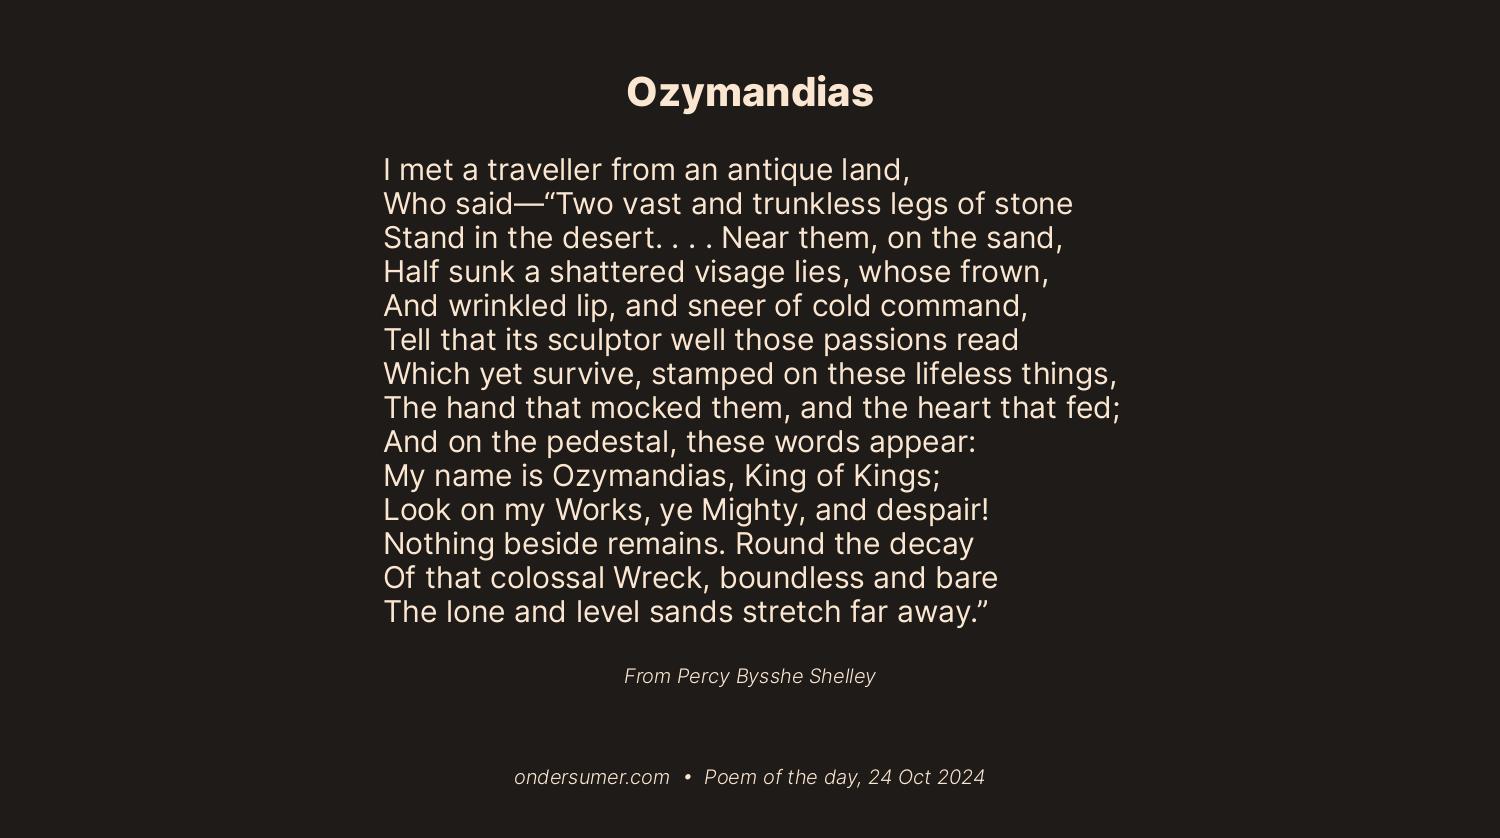 Ozymandias
I met a traveller from an antique land,
Who said—“Two vast and trunkless legs of stone
Stand in the desert. . . . Near them, on the sand,
Half sunk a shattered visage lies, whose frown,
And wrinkled lip, and sneer of cold command,
Tell that its sculptor well those passions read
Which yet survive, stamped on these lifeless things,
The hand that mocked them, and the heart that fed;
And on the pedestal, these words appear:
My name is Ozymandias, King of Kings;
Look on my Works, ye Mighty, and despair!
Nothing beside remains. Round the decay
Of that colossal Wreck, boundless and bare
The lone and level sands stretch far away.”
From Percy Bysshe Shelley
ondersumer.com • Poem of the day, 24 Oct 2024